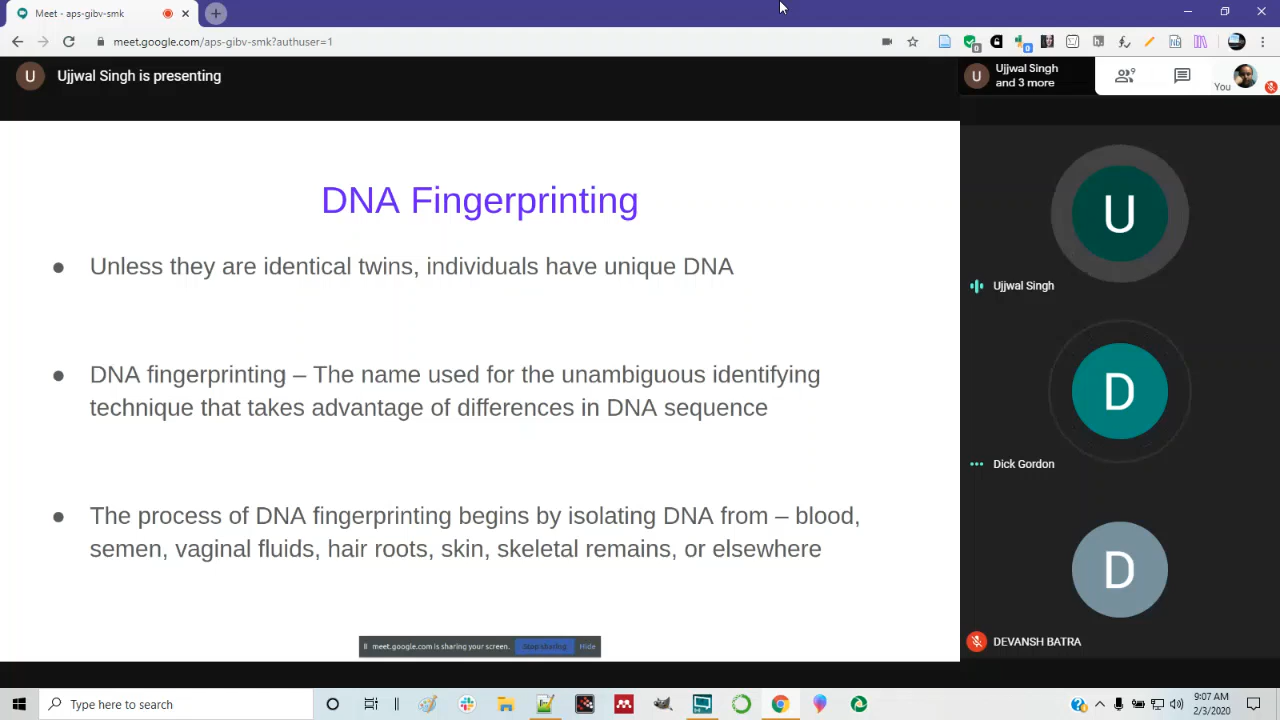 Meet - aps-gibv-smk
meet.google.com/aps-gibv-smk?authuser=1
U Ujjwal Singh is presenting
U Ujjwal Singh
and 3 more
9
You
DNA Fingerprinting
● Unless they are identical twins, individuals have unique DNA
● DNA fingerprinting – The name used for the unambiguous identifying
technique that takes advantage of differences in DNA sequence
● The process of DNA fingerprinting begins by isolating DNA from – blood,
semen, vaginal fluids, hair roots, skin, skeletal remains, or elsewhere
meet.google.com is sharing your screen. Stop sharing Hide
U
Ujjwal Singh
D
Dick Gordon
D
DEVANSH BATRA
Type here to search
9:07 AM
2/3/2020